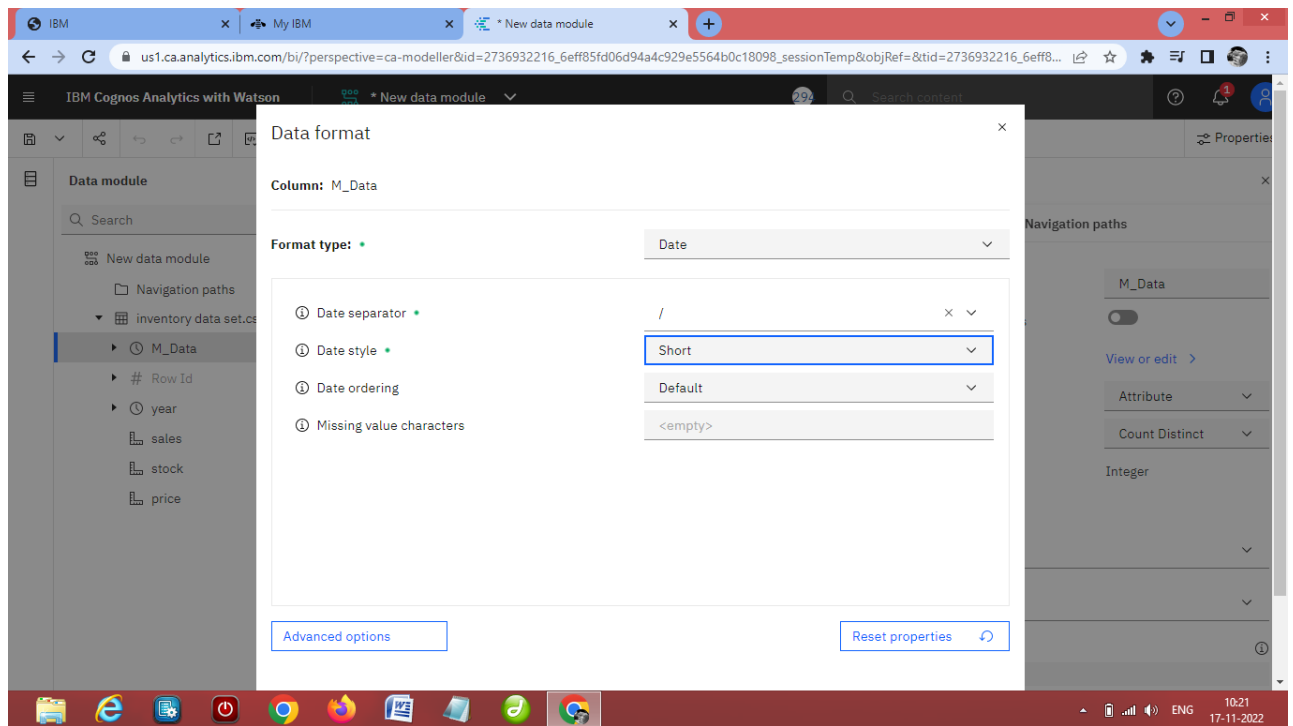 IBM
My IBM
* New data module
us1.ca.analytics.ibm.com/bi/?perspective=ca-modeller&id=2736932216_6eff85fd06d94a4c929e5564b0c18098_sessionTemp&objRef=&tid=2736932216_6eff8...
IBM Cognos Analytics with Watson
* New data module
294
Search content
1
Properties
Data format
Data module
Column: M_Data
Search
Navigation paths
Format type:
Date
New data module
Navigation paths
M_Data
inventory data set.cs
Date separator
/
M_Data
Date style
Short
View or edit
Row Id
Date ordering
Default
Attribute
year
Missing value characters
<empty>
Count Distinct
sales
stock
Integer
price
Advanced options
Reset properties
ENG
10:21
17-11-2022